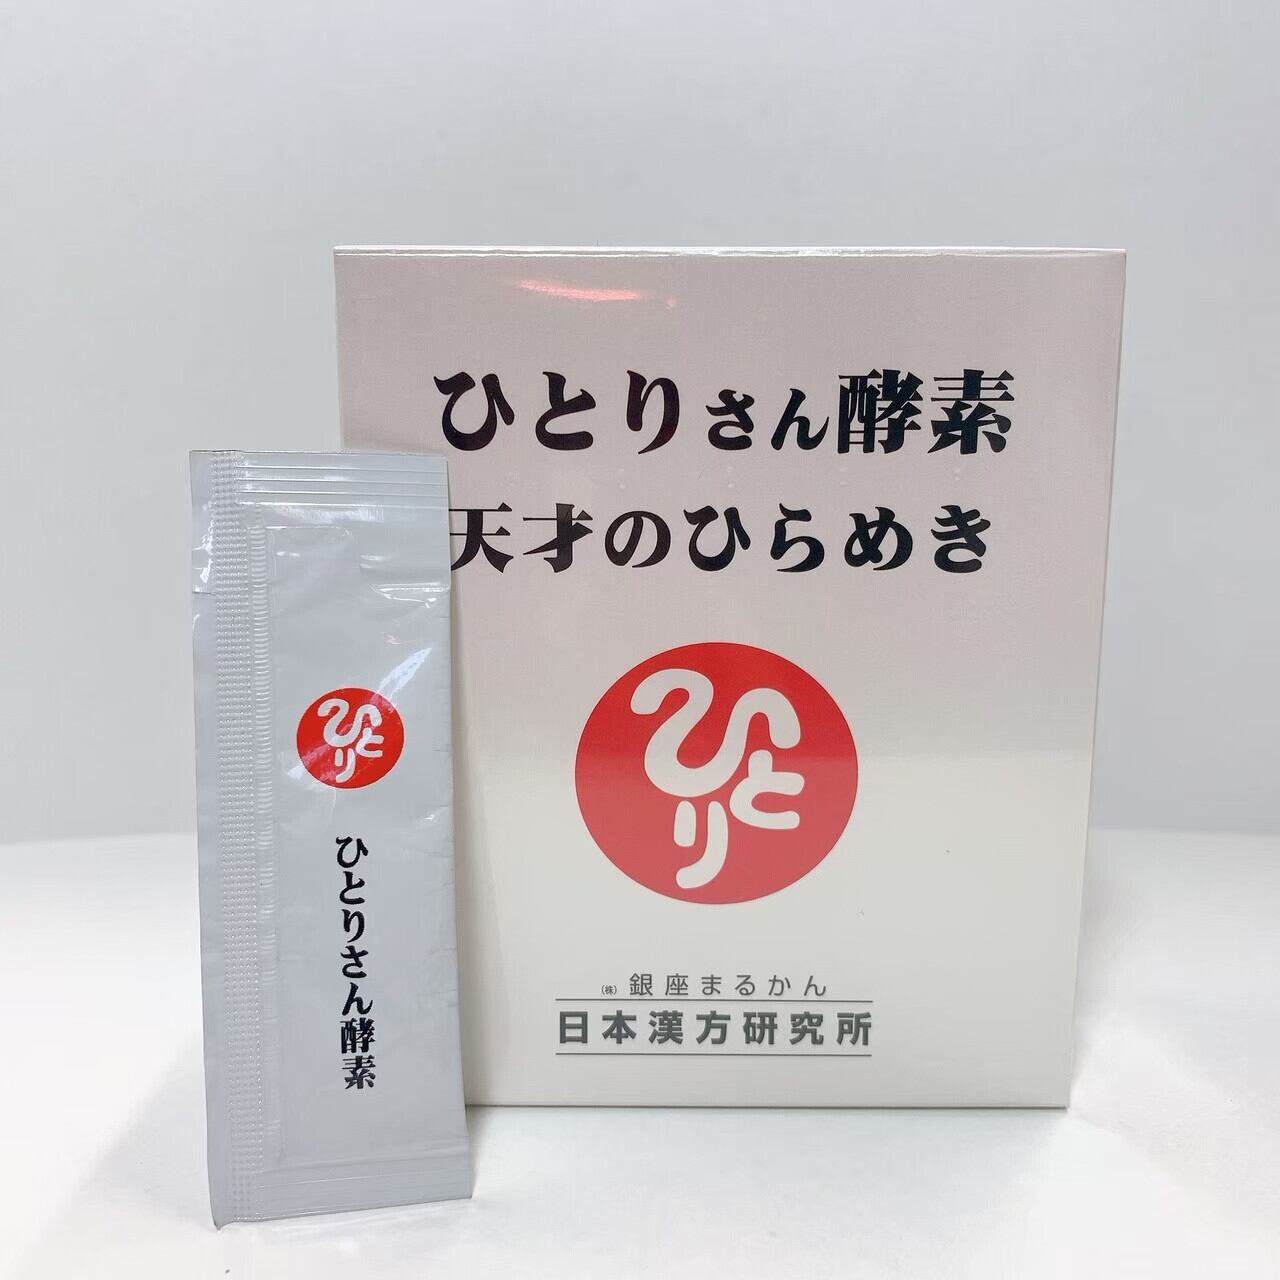 ひとりさん酵素
天才のひらめき
ひとり
(株)銀座まるかん
日本漢方研究所
ひとり
ひとりさん酵素